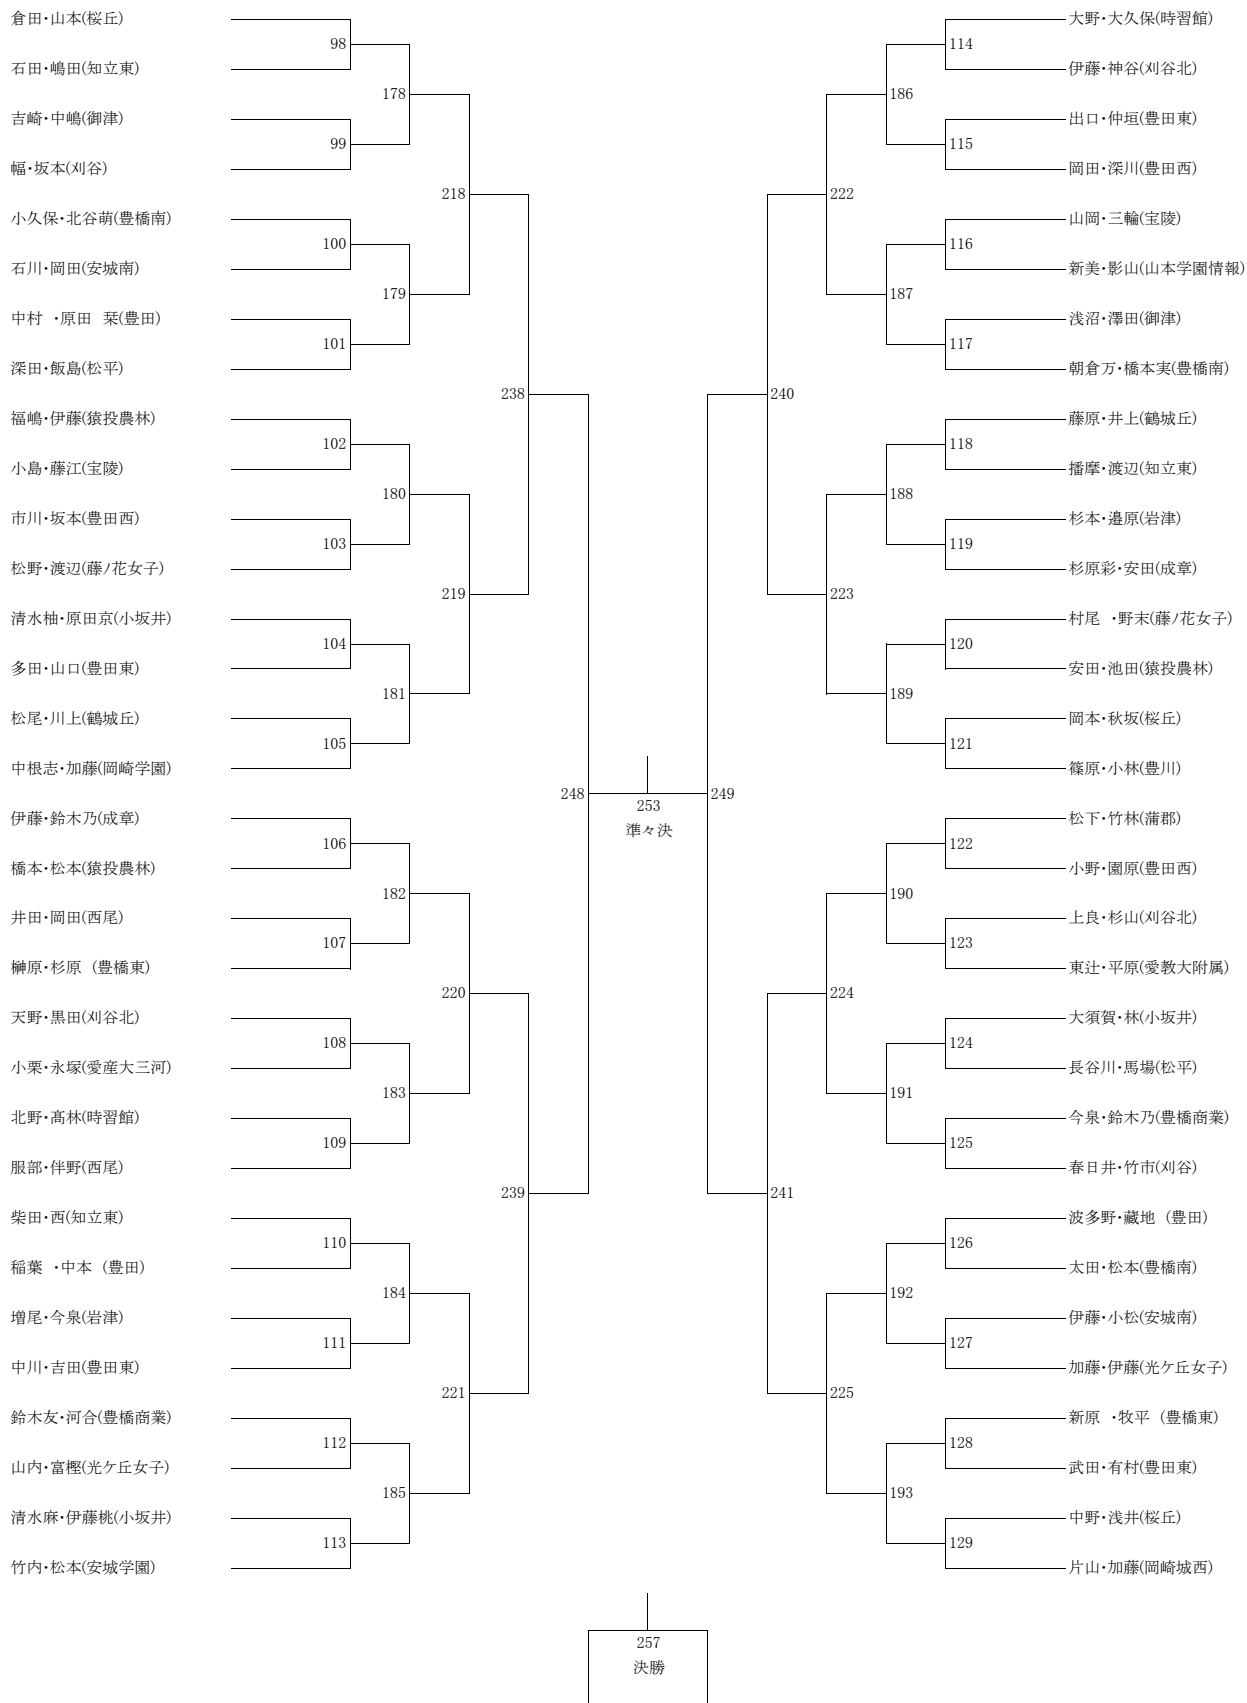 倉田・山本(桜丘)
98
石田・嶋田(知立東)
178
吉崎・中嶋(御津)
99
幅・坂本(刈谷)
218
小久保・北谷萌(豊橋南)
100
石川・岡田(安城南)
179
中村 ・原田 栞(豊田)
101
深田・飯島(松平)
238
福嶋・伊藤(猿投農林)
102
小島・藤江(宝陵)
180
市川・坂本(豊田西)
103
松野・渡辺(藤ノ花女子)
219
清水柚・原田京(小坂井)
104
多田・山口(豊田東)
181
松尾・川上(鶴城丘)
105
中根志・加藤(岡崎学園)
248
伊藤・鈴木乃(成章)
106
橋本・松本(猿投農林)
182
井田・岡田(西尾)
107
榊原・杉原 (豊橋東)
220
天野・黒田(刈谷北)
108
小栗・永塚(愛産大三河)
183
北野・髙林(時習館)
109
服部・伴野(西尾)
239
柴田・西(知立東)
110
稲葉 ・中本 (豊田)
184
増尾・今泉(岩津)
111
中川・吉田(豊田東)
221
鈴木友・河合(豊橋商業)
112
山内・富樫(光ケ丘女子)
185
清水麻・伊藤桃(小坂井)
113
竹内・松本(安城学園)
253
準々決
大野・大久保(時習館)
114
伊藤・神谷(刈谷北)
186
出口・仲垣(豊田東)
115
岡田・深川(豊田西)
222
山岡・三輪(宝陵)
116
新美・影山(山本学園情報)
187
浅沼・澤田(御津)
117
朝倉万・橋本実(豊橋南)
240
藤原・井上(鶴城丘)
118
播摩・渡辺(知立東)
188
杉本・邉原(岩津)
119
杉原彩・安田(成章)
223
村尾 ・野末(藤ノ花女子)
120
安田・池田(猿投農林)
189
岡本・秋坂(桜丘)
121
篠原・小林(豊川)
249
松下・竹林(蒲郡)
122
小野・園原(豊田西)
190
上良・杉山(刈谷北)
123
東辻・平原(愛教大附属)
224
大須賀・林(小坂井)
124
長谷川・馬場(松平)
191
今泉・鈴木乃(豊橋商業)
125
春日井・竹市(刈谷)
241
波多野・藏地 (豊田)
126
太田・松本(豊橋南)
192
伊藤・小松(安城南)
127
加藤・伊藤(光ケ丘女子)
225
新原 ・牧平 (豊橋東)
128
武田・有村(豊田東)
193
中野・浅井(桜丘)
129
片山・加藤(岡崎城西)
257
決勝